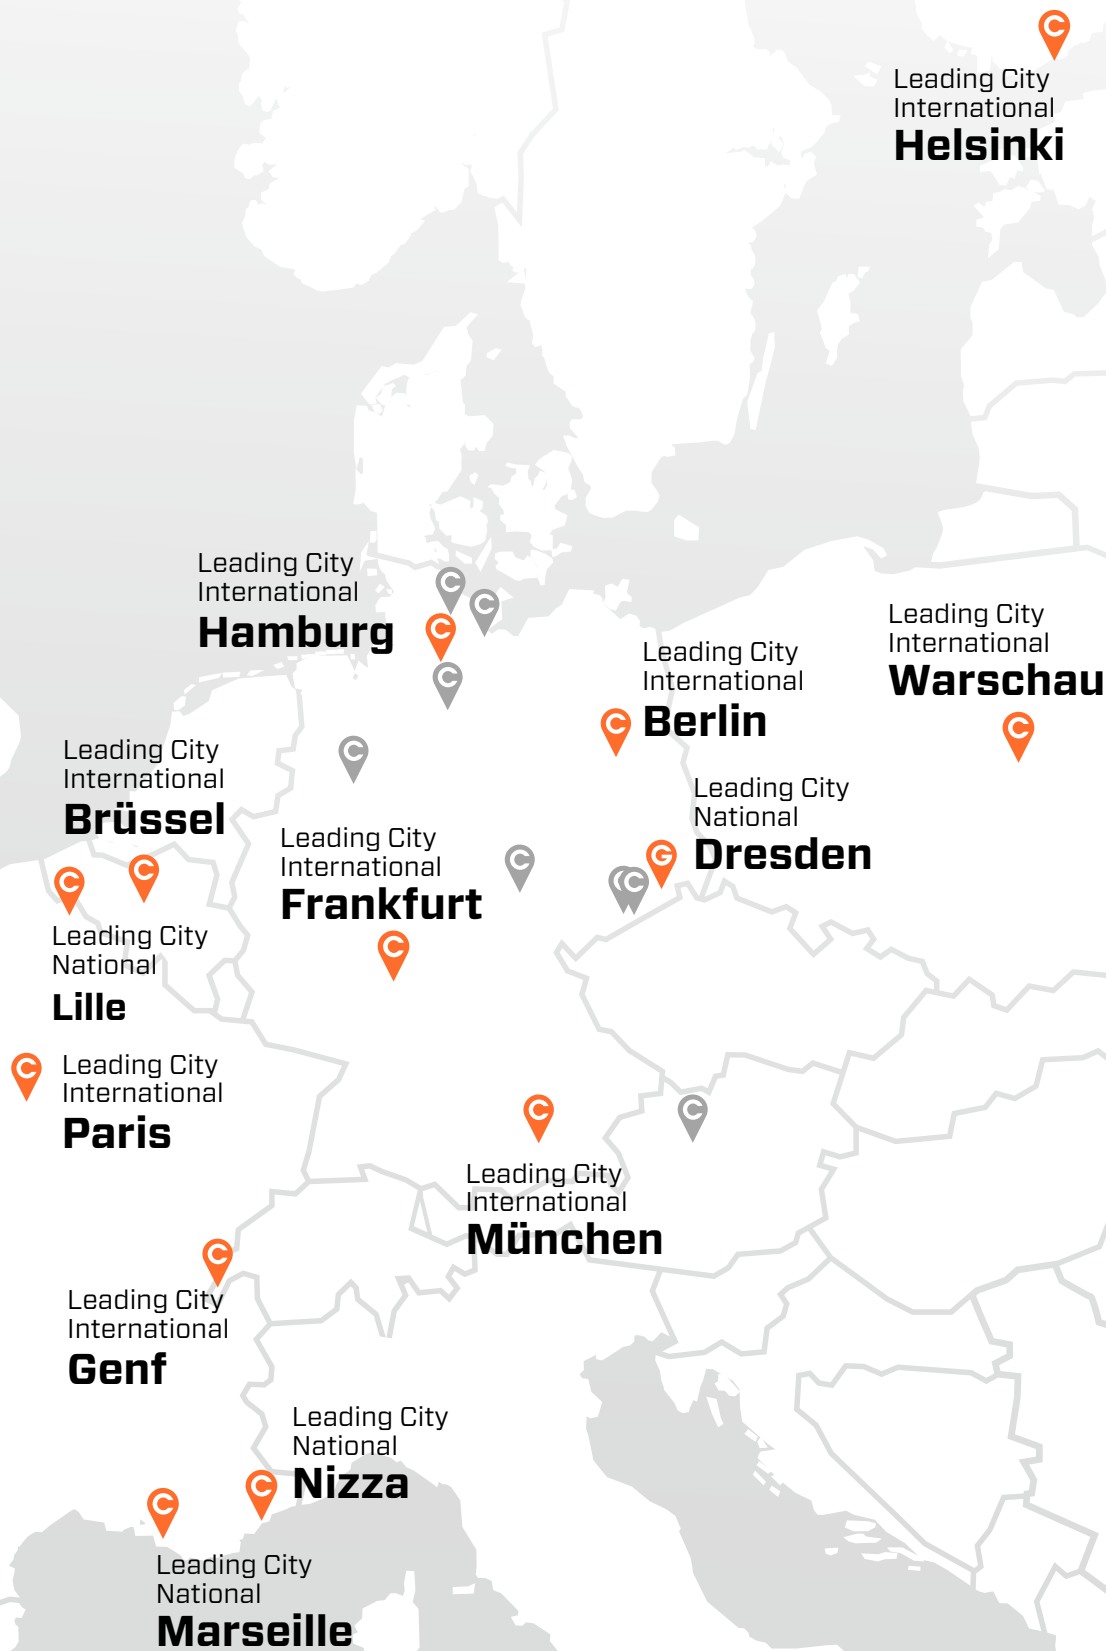 Leading City
International
Helsinki
Leading City
International
Hamburg
Leading City
International
Warschau
Leading City
International
Berlin
Leading City
International
Brüssel
Leading City
National
Dresden
Leading City
International
Frankfurt
Leading City
National
Lille
Leading City
International
Paris
Leading City
International
München
Leading City
International
Genf
Leading City
National
Nizza
Leading City
National
Marseille